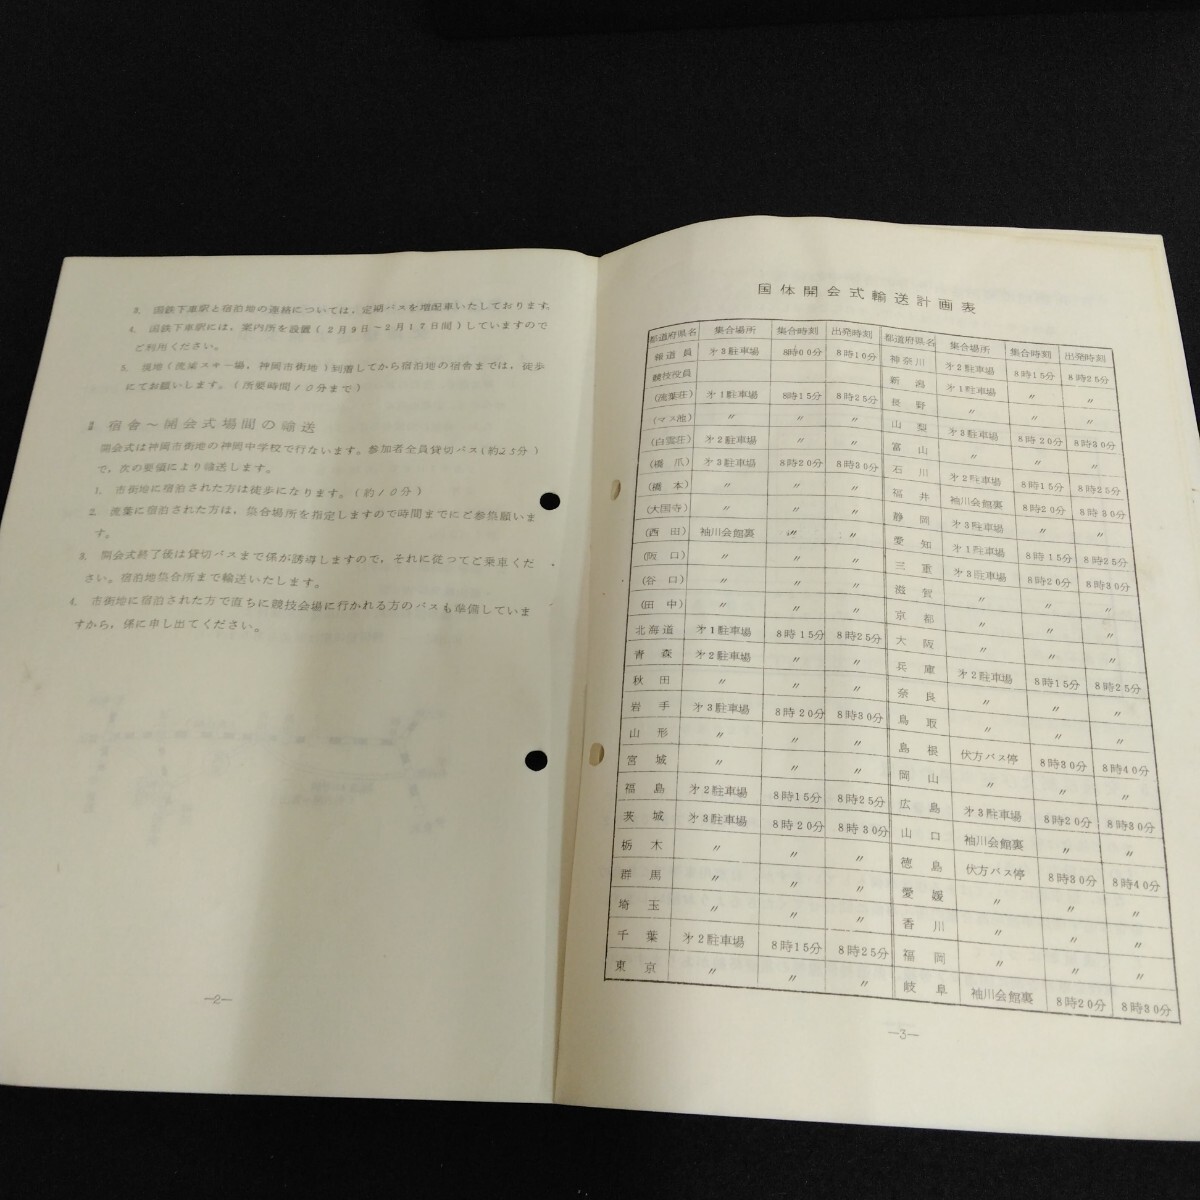 3. 国鉄下車駅と宿泊地の連絡については、定期バスを増配車いたしております。
4. 国鉄下車駅には、案内所を設置(2月9日〜2月12日間)していますので
ご利用ください。
5. 現地(流葉スキー場、神岡市街地)到着してから宿泊地の宿舎までは、徒歩
にてお願いします。(所要時間10分まで)
宿舎〜開会式場間の輸送
開会式は神岡市街地の神岡中学校で行ないます。参加者全員貸切バス(約25分)
で、次の要領により輸送します。
1. 市街地に宿泊された方は徒歩になります。(約10分)
2. 流葉に宿泊された方は、集合場所を指定しますので時間までにご参集願いま
す。
3. 開会式終了後は貸切バスまで係が誘導しますので、それに従つてご乗車くだ
さい。宿泊地集合所まで輸送いたします。
4. 市街地に宿泊された方で直ちに競技会場に行かれる方のバスも準備していま
すから、係に申し出てください。
—2—
国体開会式輸送計画表
都道府県名 集合場所 集合時刻 出発時刻
報道員 才3駐車場 8時00分 8時10分
競技役員
(流葉荘) 才1駐車場 8時15分 8時25分
(マス池) 〃 〃 〃
(白雲荘) 才2駐車場 〃 〃
(橋爪) 才3駐車場 8時20分 8時30分
(橋本) 〃 〃 〃
(大国寺) 〃 〃 〃
(西田) 袖川会館裏 〃 〃
(阪口) 〃 〃 〃
(谷口) 〃 〃 〃
(田中) 〃 〃 〃
北海道 才1駐車場 8時15分 8時25分
青森 才2駐車場 〃 〃
秋田 〃 〃 〃
岩手 才3駐車場 8時20分 8時30分
山形 〃 〃 〃
宮城 〃 〃 〃
福島 才2駐車場 8時15分 8時25分
茨城 才3駐車場 8時20分 8時30分
栃木 〃 〃 〃
群馬 〃 〃 〃
埼玉 〃 〃 〃
千葉 才2駐車場 8時15分 8時25分
東京 〃 〃 〃
都道府県名 集合場所 集合時刻 出発時刻
神奈川 才2駐車場 8時15分 8時25分
新潟 才1駐車場 〃 〃
長野 〃 〃 〃
山梨 才3駐車場 8時20分 8時30分
富山 〃 〃 〃
石川 才2駐車場 8時15分 8時25分
福井 袖川会館裏 8時20分 8時30分
静岡 才3駐車場 〃 〃
愛知 才1駐車場 8時15分 8時25分
三重 才3駐車場 8時20分 8時30分
滋賀 〃 〃 〃
京都 〃 〃 〃
大阪 〃 〃 〃
兵庫 才2駐車場 8時15分 8時25分
奈良 〃 〃 〃
鳥取 〃 〃 〃
島根 伏方バス停 8時30分 8時40分
岡山 〃 〃 〃
広島 才3駐車場 8時20分 8時30分
山口 袖川会館裏 〃 〃
徳島 伏方バス停 8時30分 8時40分
愛媛 〃 〃 〃
香川 〃 〃 〃
福岡 〃 〃 〃
岐阜 袖川会館裏 8時20分 8時30分
—3—